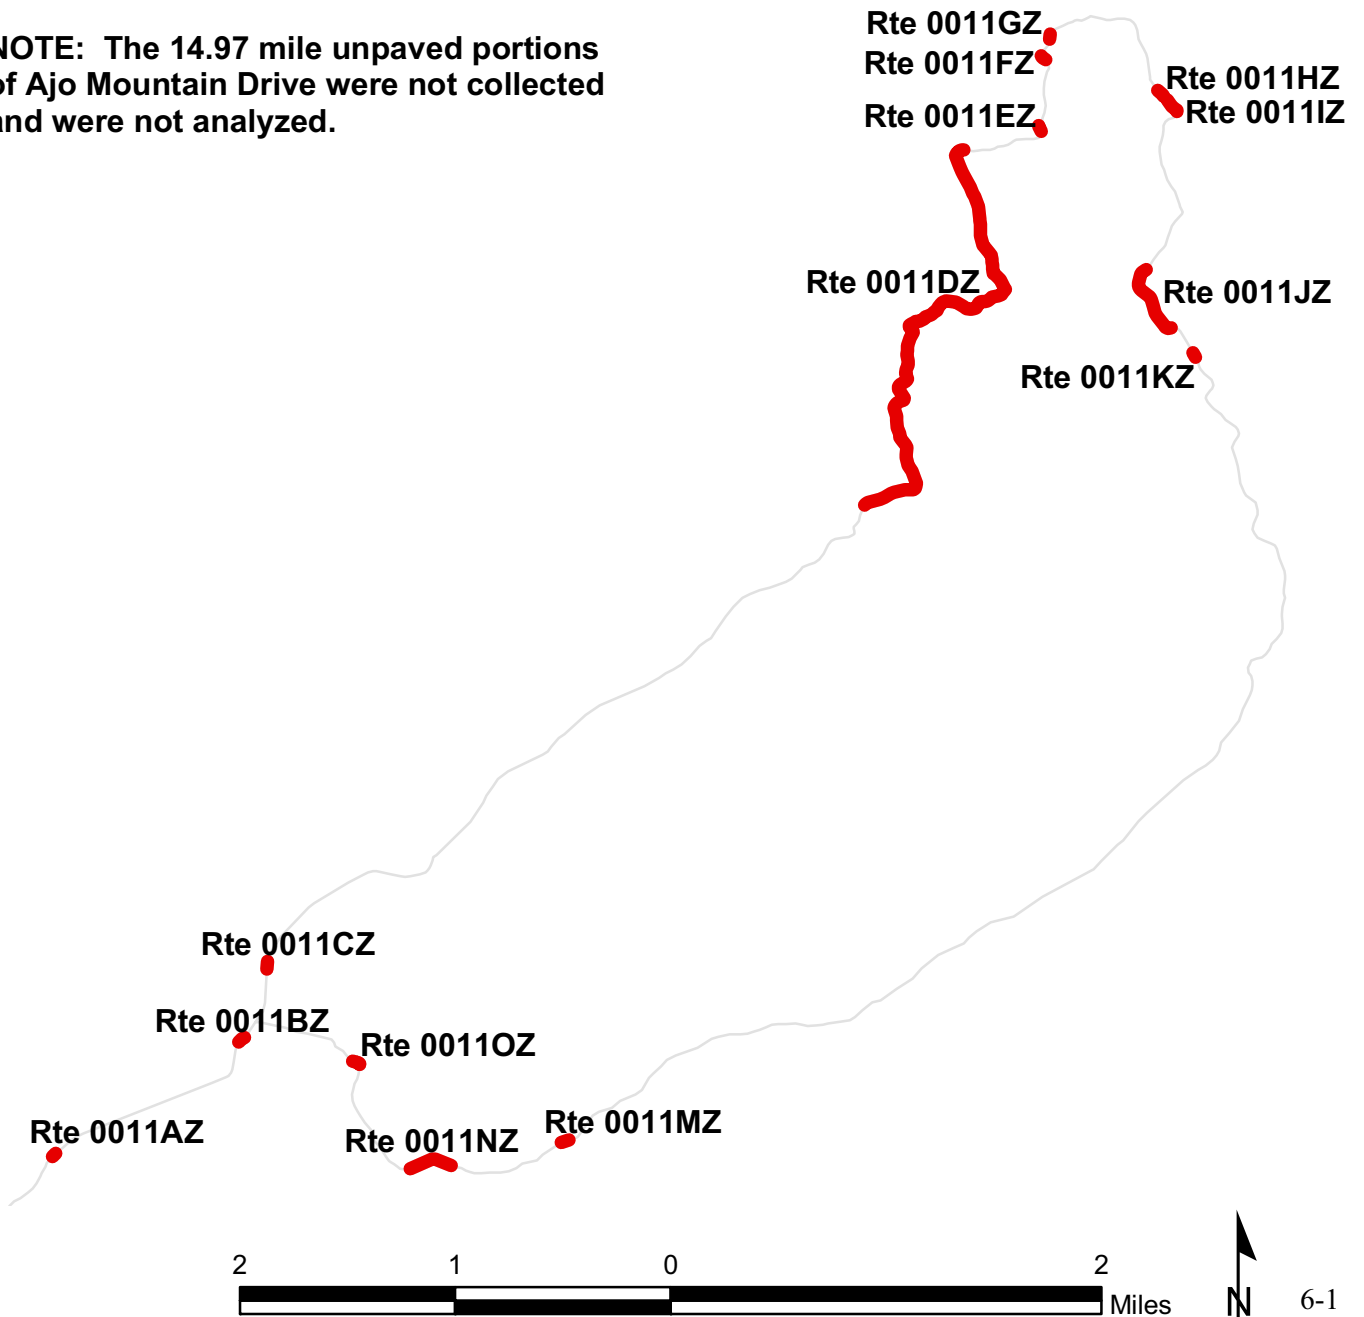 NOTE: The 14.97 mile unpaved portions
of Ajo Mountain Drive were not collected
and were not analyzed.
Rte 0011GZ
Rte 0011FZ
Rte 0011HZ
Rte 0011IZ
Rte 0011EZ
Rte 0011DZ
Rte 0011JZ
Rte 0011KZ
Rte 0011CZ
Rte 0011BZ
Rte 0011OZ
Rte 0011AZ
Rte 0011NZ
Rte 0011MZ
2 1 0 2
Miles
N
6-1